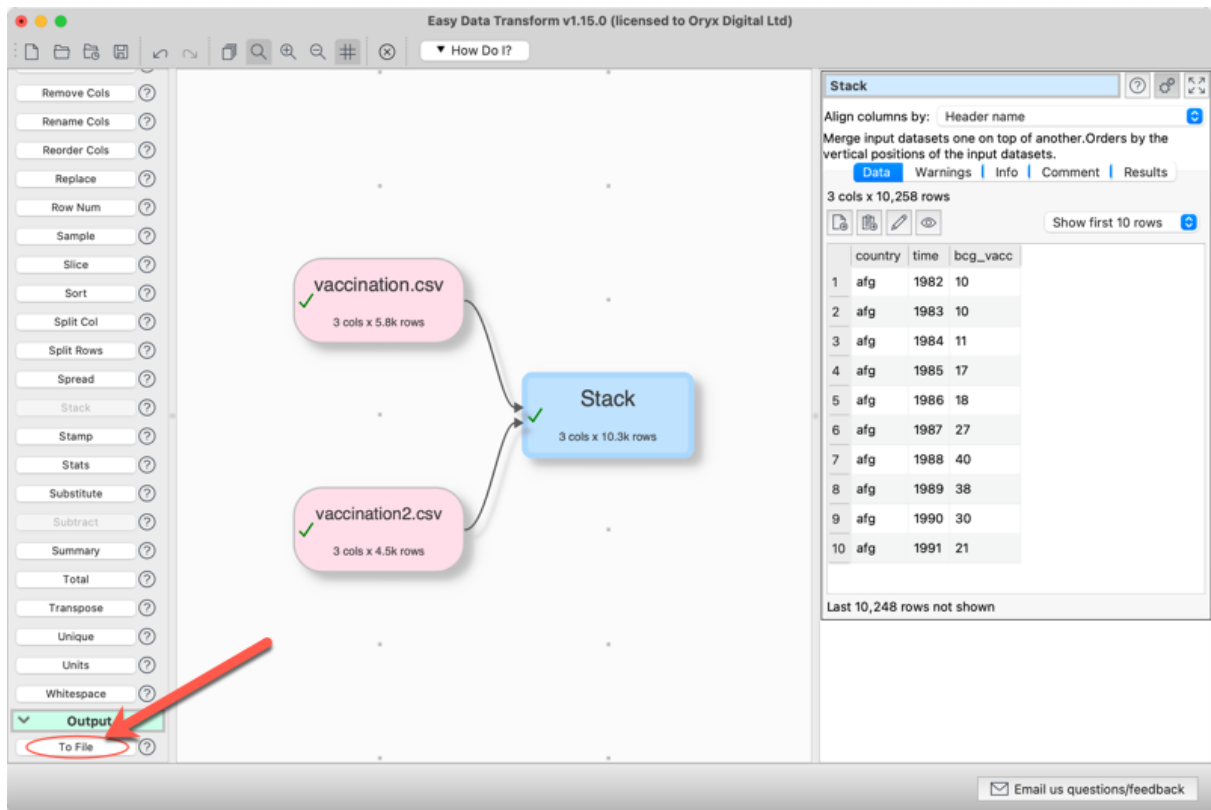 Easy Data Transform v1.15.0 (licensed to Oryx Digital Ltd)
▼ How Do I?
Remove Cols
Rename Cols
Reorder Cols
Replace
Row Num
Sample
Slice
Sort
Split Col
Split Rows
Spread
Stack
Stamp
Stats
Substitute
Subtract
Summary
Total
Transpose
Unique
Units
Whitespace
Output
To File
vaccination.csv
3 cols x 5.8k rows
vaccination2.csv
3 cols x 4.5k rows
Stack
3 cols x 10.3k rows
Stack
Align columns by: Header name
Merge input datasets one on top of another.Orders by the
vertical positions of the input datasets.
Data Warnings Info Comment Results
3 cols x 10,258 rows
Show first 10 rows
country time bcg_vacc
1 afg 1982 10
2 afg 1983 10
3 afg 1984 11
4 afg 1985 17
5 afg 1986 18
6 afg 1987 27
7 afg 1988 40
8 afg 1989 38
9 afg 1990 30
10 afg 1991 21
Last 10,248 rows not shown
Email us questions/feedback